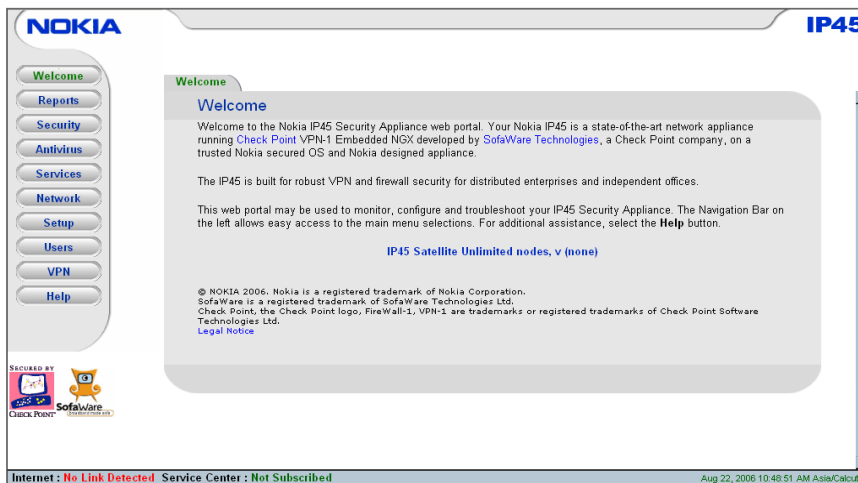 NOKIA
IP45
Welcome
Reports
Security
Antivirus
Services
Network
Setup
Users
VPN
Help
Welcome
Welcome
Welcome to the Nokia IP45 Security Appliance web portal. Your Nokia IP45 is a state-of-the-art network appliance
running Check Point VPN-1 Embedded NGX developed by SofaWare Technologies, a Check Point company, on a
trusted Nokia secured OS and Nokia designed appliance.
The IP45 is built for robust VPN and firewall security for distributed enterprises and independent offices.
This web portal may be used to monitor, configure and troubleshoot your IP45 Security Appliance. The Navigation Bar on
the left allows easy access to the main menu selections. For additional assistance, select the Help button.
IP45 Satellite Unlimited nodes, v (none)
© NOKIA 2006. Nokia is a registered trademark of Nokia Corporation.
SofaWare is a registered trademark of SofaWare Technologies Ltd.
Check Point, the Check Point logo, FireWall-1, VPN-1 are trademarks or registered trademarks of Check Point Software
Technologies Ltd.
Legal Notice
SECURED BY
CHECK POINT
SofaWare
Internet : No Link Detected Service Center : Not Subscribed
Aug 22, 2006 10:48:51 AM Asia/Calcut